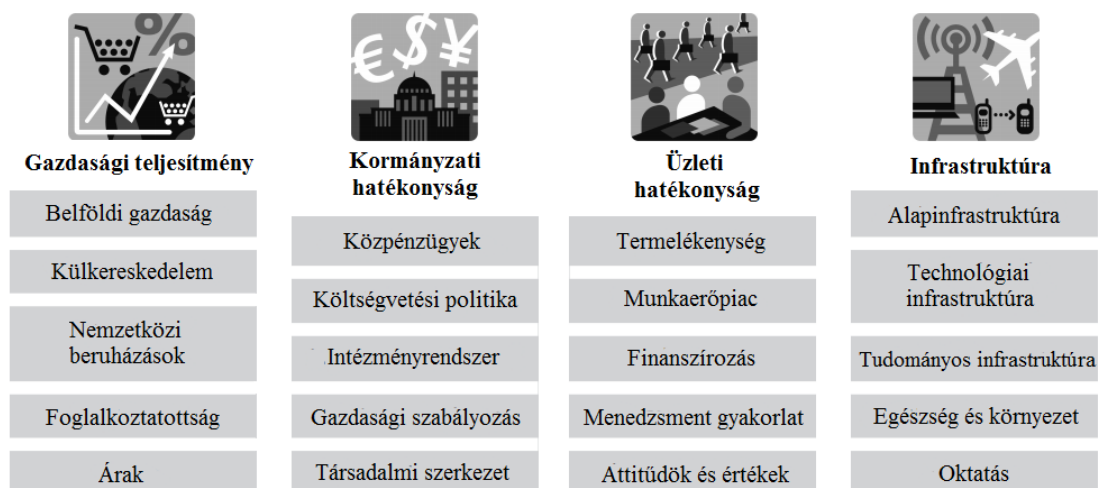 €$¥
Gazdasági teljesítmény
Belföldi gazdaság
Külkereskedelem
Nemzetközi
beruházások
Foglalkoztatottság
Árak
Kormányzati
hatékonyság
Közpénzügyek
Költségvetési politika
Intézményrendszer
Gazdasági szabályozás
Társadalmi szerkezet
Üzleti
hatékonyság
Termelékenység
Munkaerőpiac
Finanszírozás
Menedzsment gyakorlat
Attitűdök és értékek
Infrastruktúra
Alapinfrastruktúra
Technológiai
infrastruktúra
Tudományos infrastruktúra
Egészség és környezet
Oktatás